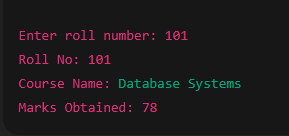 Enter roll number: 101
Roll No: 101
Course Name: Database Systems
Marks Obtained: 78